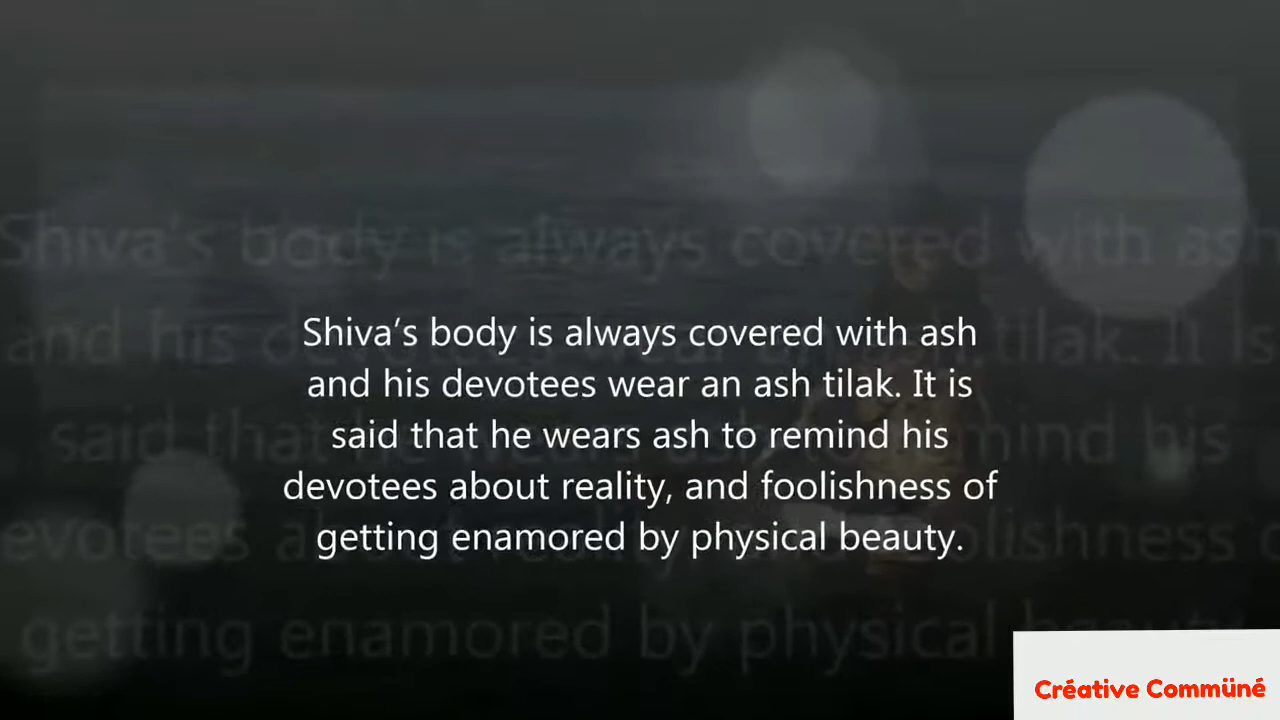 Shiva’s body is always covered with ash
and his devotees wear an ash tilak. It is
said that he wears ash to remind his
devotees about reality, and foolishness of
getting enamored by physical beauty.
Créative Commüné